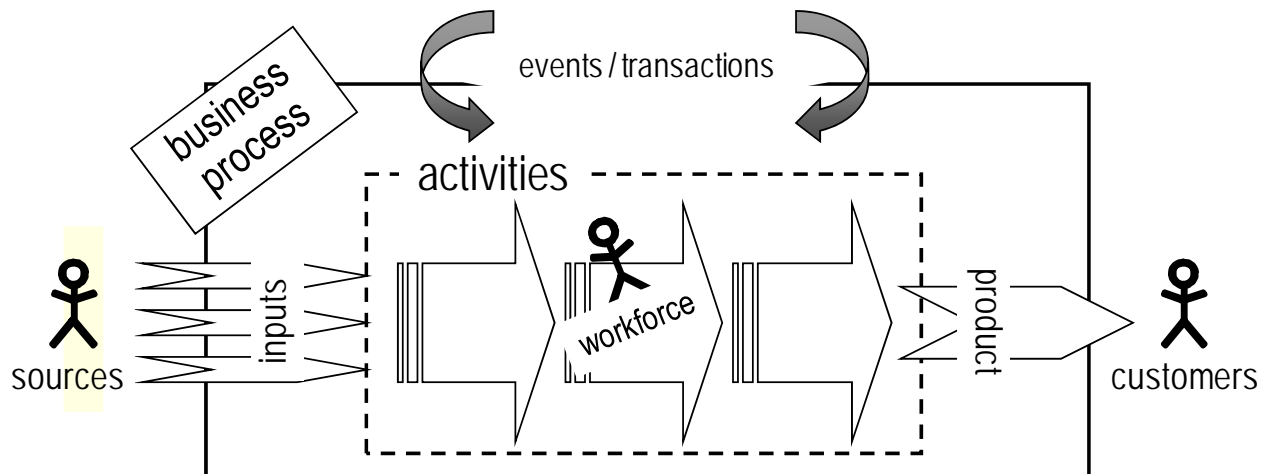 events / transactions
business
process
activities
inputs
workforce
product
sources
customers